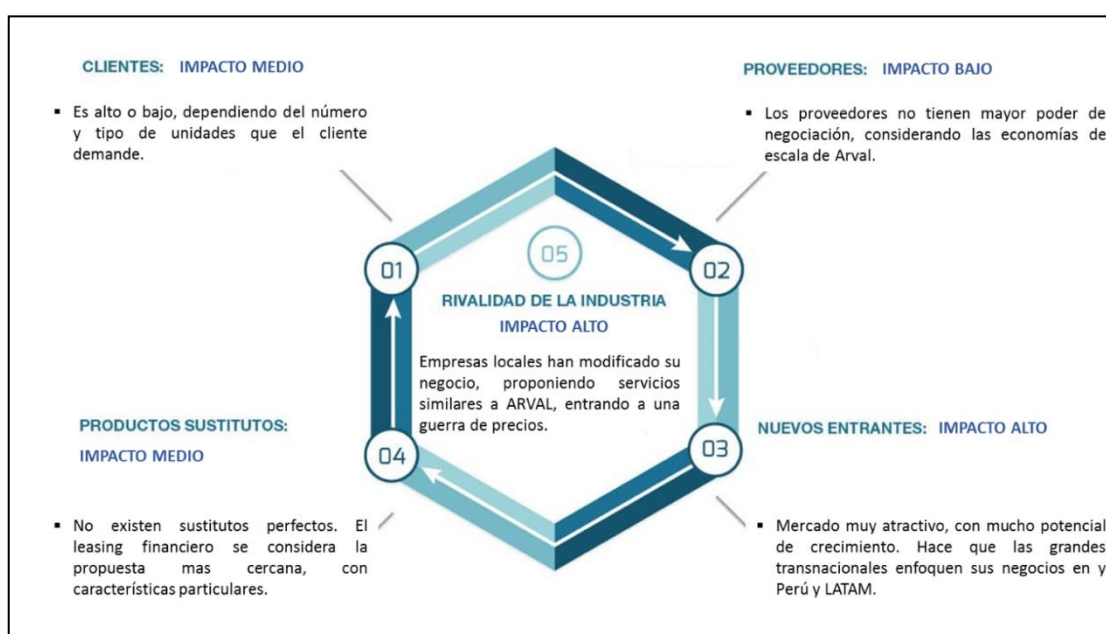 CLIENTES: IMPACTO MEDIO
▪ Es alto o bajo, dependiendo del número
y tipo de unidades que el cliente
demande.
PROVEEDORES: IMPACTO BAJO
▪ Los proveedores no tienen mayor poder de
negociación, considerando las economías de
escala de Arval.
01
02
05
RIVALIDAD DE LA INDUSTRIA
IMPACTO ALTO
Empresas locales han modificado su
negocio, proponiendo servicios
similares a ARVAL, entrando a una
guerra de precios.
03
04
NUEVOS ENTRANTES: IMPACTO ALTO
▪ Mercado muy atractivo, con mucho potencial
de crecimiento. Hace que las grandes
transnacionales enfoquen sus negocios en y
Perú y LATAM.
PRODUCTOS SUSTITUTOS:
IMPACTO MEDIO
▪ No existen sustitutos perfectos. El
leasing financiero se considera la
propuesta mas cercana, con
características particulares.